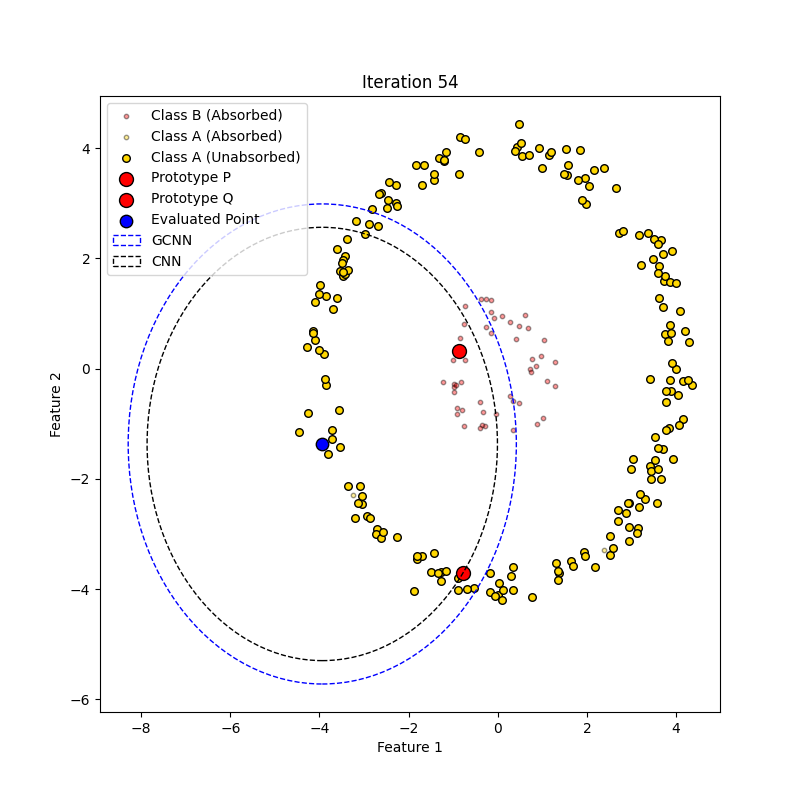 Iteration 54
Class B (Absorbed)
Class A (Absorbed)
Class A (Unabsorbed)
Prototype P
Prototype Q
Evaluated Point
GCNN
CNN
4
2
0
−2
−4
−6
Feature 2
−8
−6
−4
−2
0
2
4
Feature 1